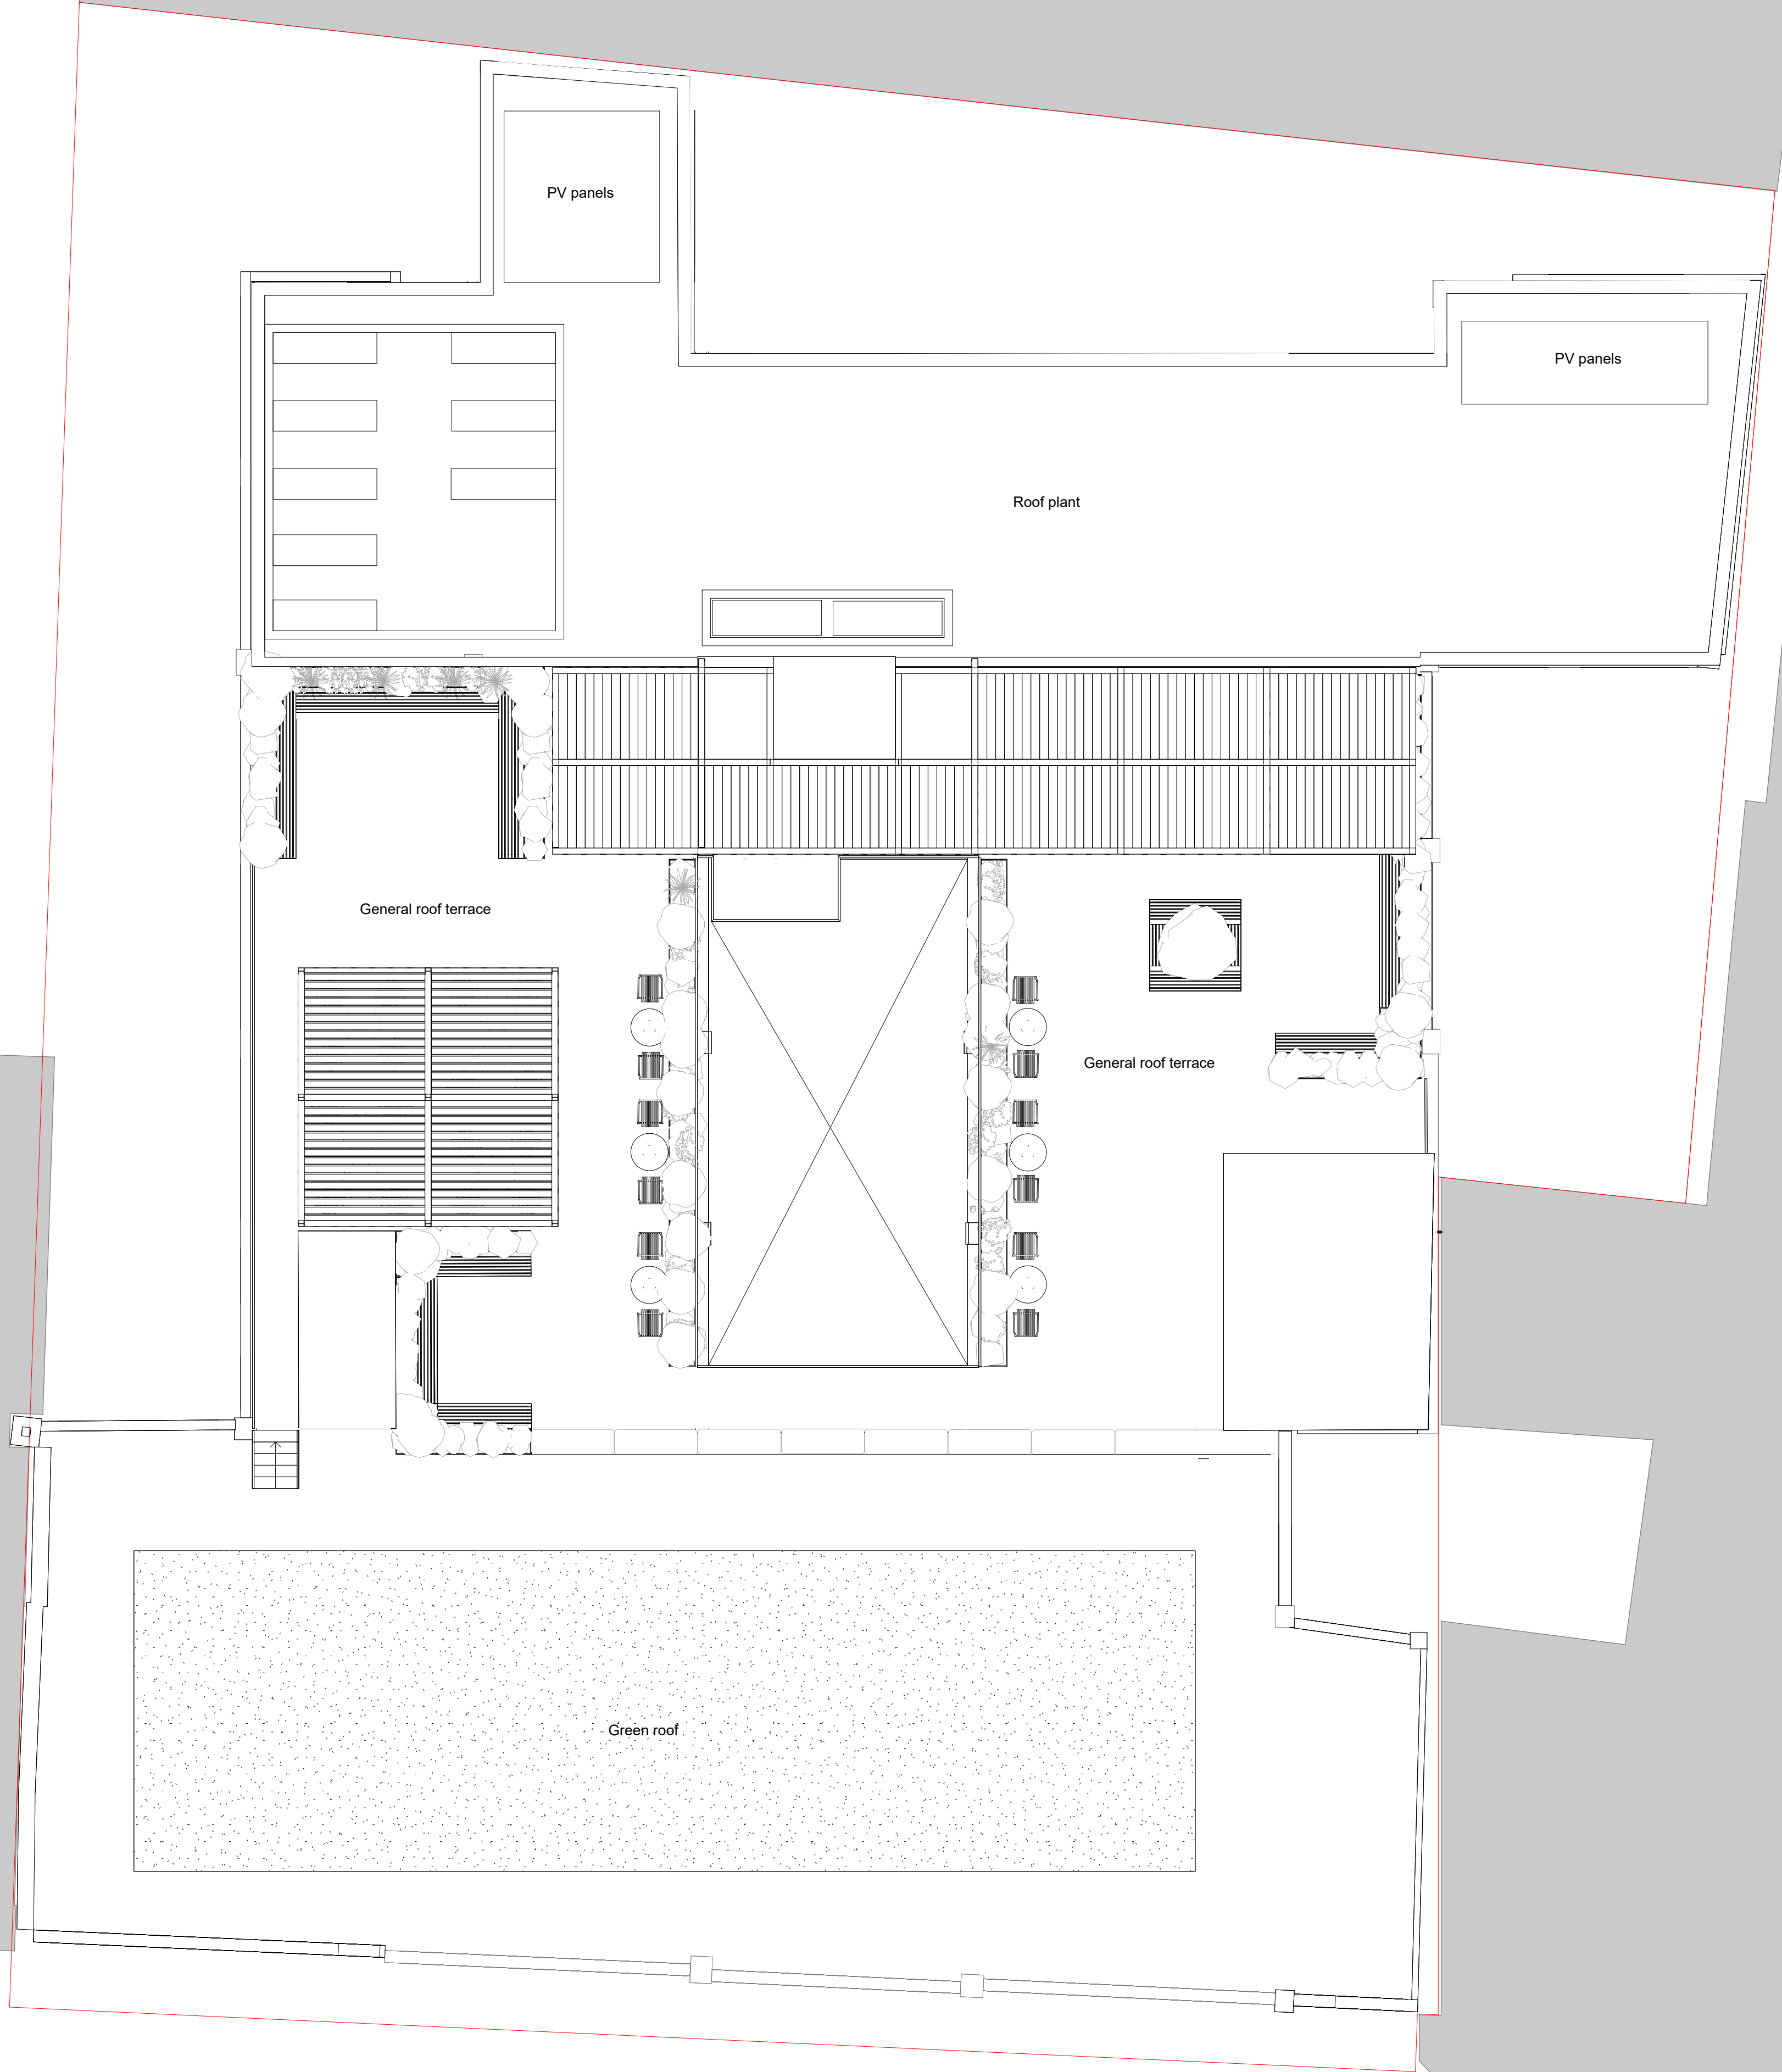 PV panels
PV panels
Roof plant
General roof terrace
General roof terrace
Green roof